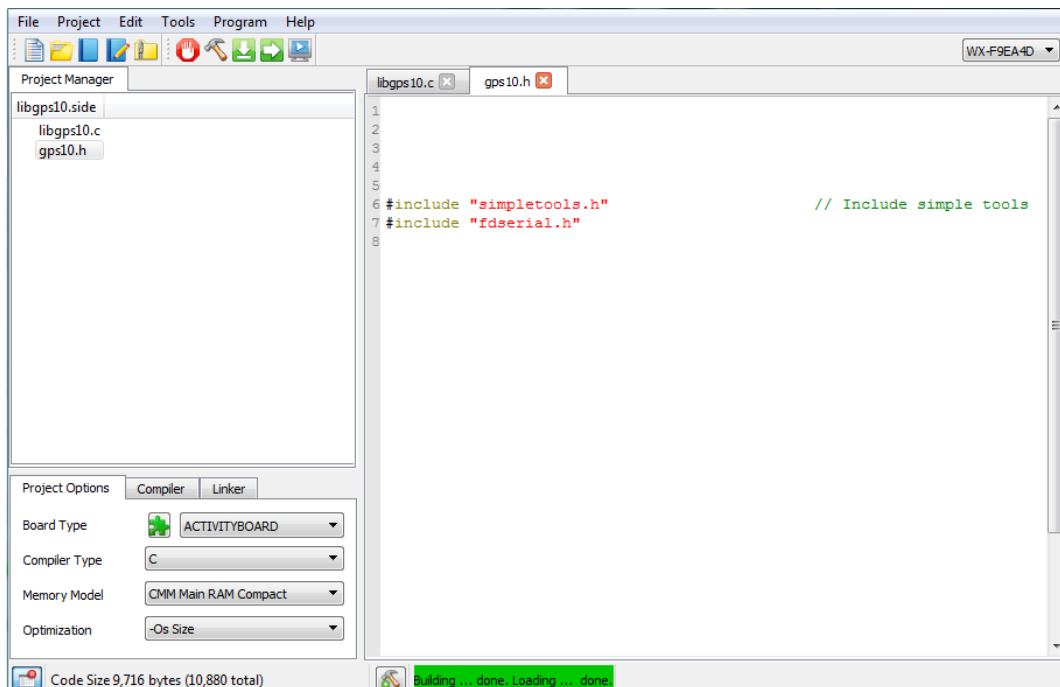 File Project Edit Tools Program Help
WX-F9EA4D
Project Manager
libgps10.side
libgps10.c
gps10.h
libgps10.c gps10.h
1
2
3
4
5
6 #include "simpletools.h" // Include simple tools
7 #include "fdserial.h"
8
Project Options Compiler Linker
Board Type ACTIVITYBOARD
Compiler Type C
Memory Model CMM Main RAM Compact
Optimization -Os Size
Code Size 9,716 bytes (10,880 total) Building ... done. Loading ... done.